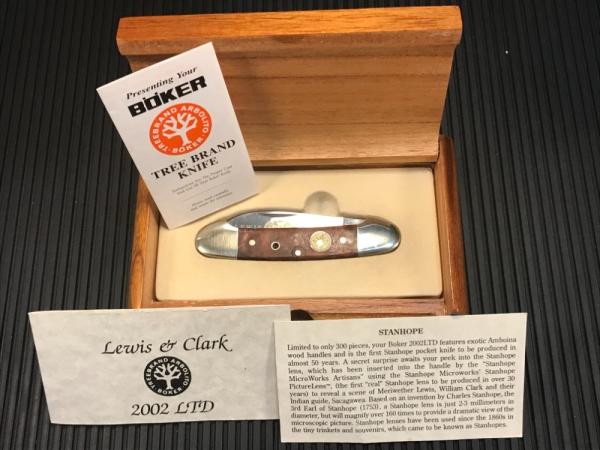 Presenting Your
BÖKER
TREEBRAND ARBOLITO
BÖKER
TREE BRAND
KNIFE
Lewis & Clark
TREEBRAND ARBOLITO
BÖKER
2002 LTD
STANHOPE
Limited to only 300 pieces, your Boker 2002LTD features exotic Amboina
wood handles and is the first Stanhope pocket knife to be produced in
almost 50 years. A secret surprise awaits your peek into the Stanhope
lens, which has been inserted into the handle by the "Stanhope
MicroWorks Artisans" using the Stanhope Microworks' Stanhope
PictureLens™, (the first "real" Stanhope lens to be produced in over 30
years) to reveal a scene of Meriwether Lewis, William Clark and their
Indian guide, Sacagawea. Based on an invention by Charles Stanhope, the
3rd Earl of Stanhope (1753), a Stanhope lens is just 2-3 millimeters in
diameter, but will magnify over 160 times to provide a dramatic view of the
microscopic picture. Stanhope lenses have been used since the 1860s in
the tiny trinkets and souvenirs, which came to be known as Stanhopes.